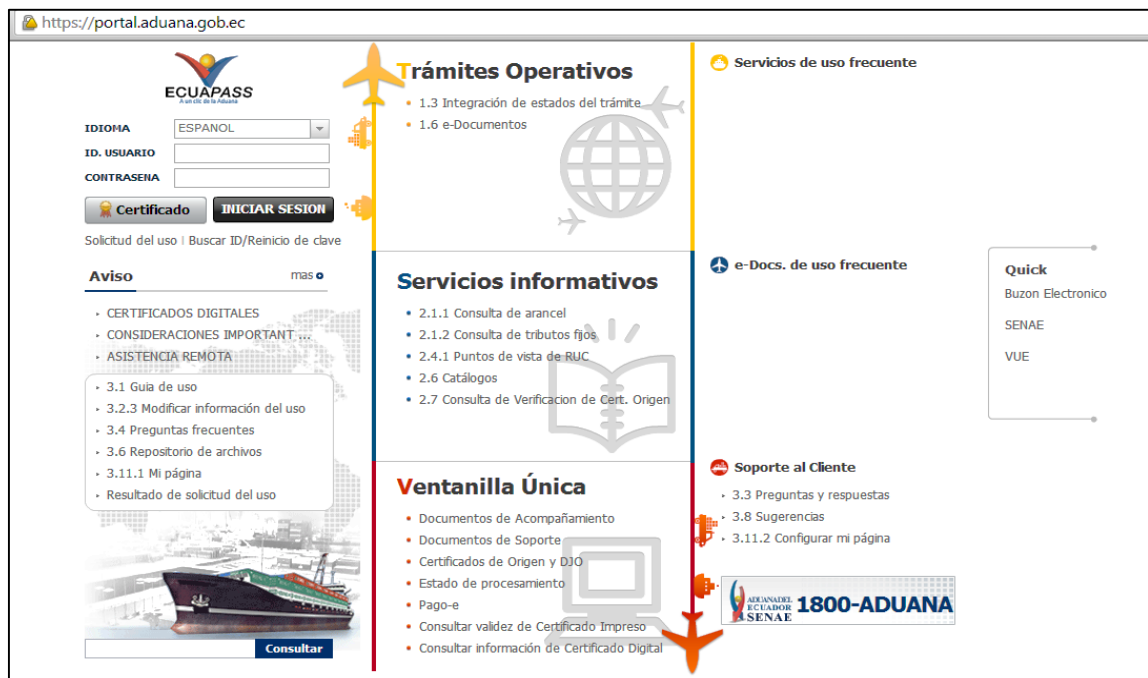 https://portal.aduana.gob.ec
ECUAPASS
A un clic de la Aduana
IDIOMA ESPANOL
ID. USUARIO
CONTRASENA
Certificado INICIAR SESION
Solicitud del uso | Buscar ID/Reinicio de clave
Aviso mas
CERTIFICADOS DIGITALES
CONSIDERACIONES IMPORTANT ...
ASISTENCIA REMOTA
3.1 Guia de uso
3.2.3 Modificar información del uso
3.4 Preguntas frecuentes
3.6 Repositorio de archivos
3.11.1 Mi página
Resultado de solicitud del uso
Consultar
Trámites Operativos
1.3 Integración de estados del trámite
1.6 e-Documentos
Servicios informativos
2.1.1 Consulta de arancel
2.1.2 Consulta de tributos fijos
2.4.1 Puntos de vista de RUC
2.6 Catálogos
2.7 Consulta de Verificacion de Cert. Origen
Ventanilla Única
Documentos de Acompañamiento
Documentos de Soporte
Certificados de Origen y DJO
Estado de procesamiento
Pago-e
Consultar validez de Certificado Impreso
Consultar información de Certificado Digital
Servicios de uso frecuente
e-Docs. de uso frecuente
Soporte al Cliente
3.3 Preguntas y respuestas
3.8 Sugerencias
3.11.2 Configurar mi página
ADUANA DEL
ECUADOR
SENAE
1800-ADUANA
Quick
Buzon Electronico
SENAE
VUE